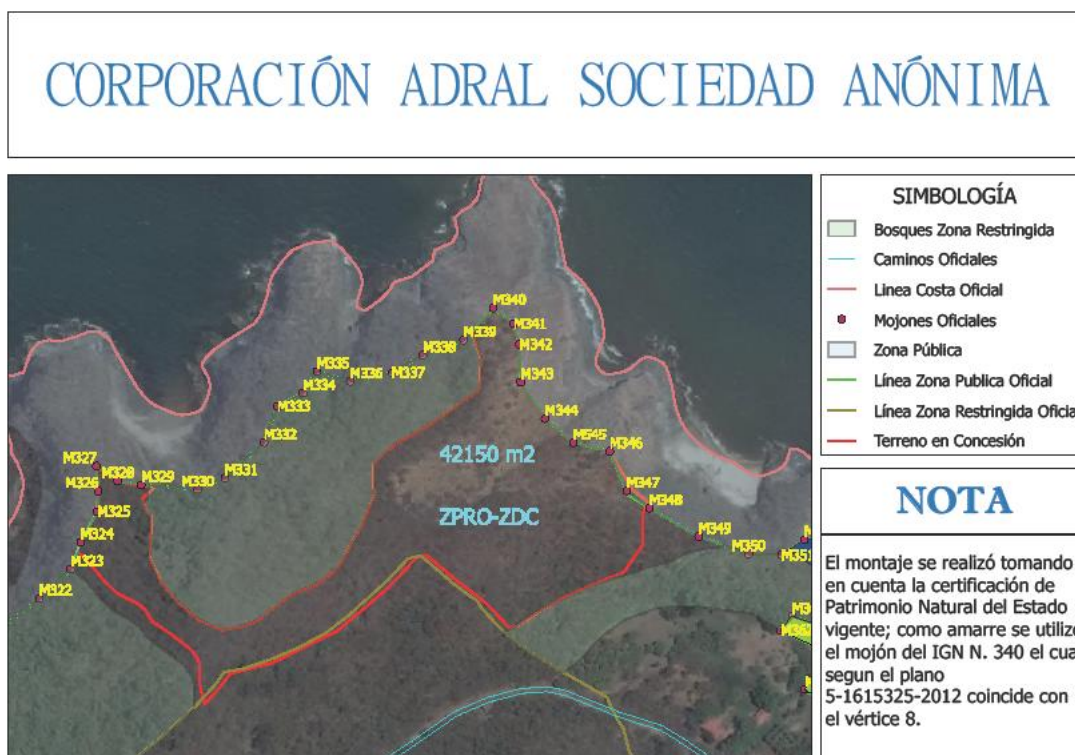 CORPORACIÓN ADRAL SOCIEDAD ANÓNIMA
SIMBOLOGÍA
Bosques Zona Restringida
Caminos Oficiales
Linea Costa Oficial
Mojones Oficiales
Zona Pública
Línea Zona Publica Oficial
Línea Zona Restringida Oficia
Terreno en Concesión
NOTA
El montaje se realizó tomando
en cuenta la certificación de
Patrimonio Natural del Estado
vigente; como amarre se utilizó
el mojón del IGN N. 340 el cua
segun el plano
5-1615325-2012 coincide con
el vértice 8.
M340
M341
M339
M342
M338
M335
M336
M337
M343
M334
M333
M344
M332
M545
M346
42150 m2
M327
M328
M331
M329
M330
M326
M347
M348
ZPRO-ZDC
M325
M349
M324
M350
M351
M323
M322
M362